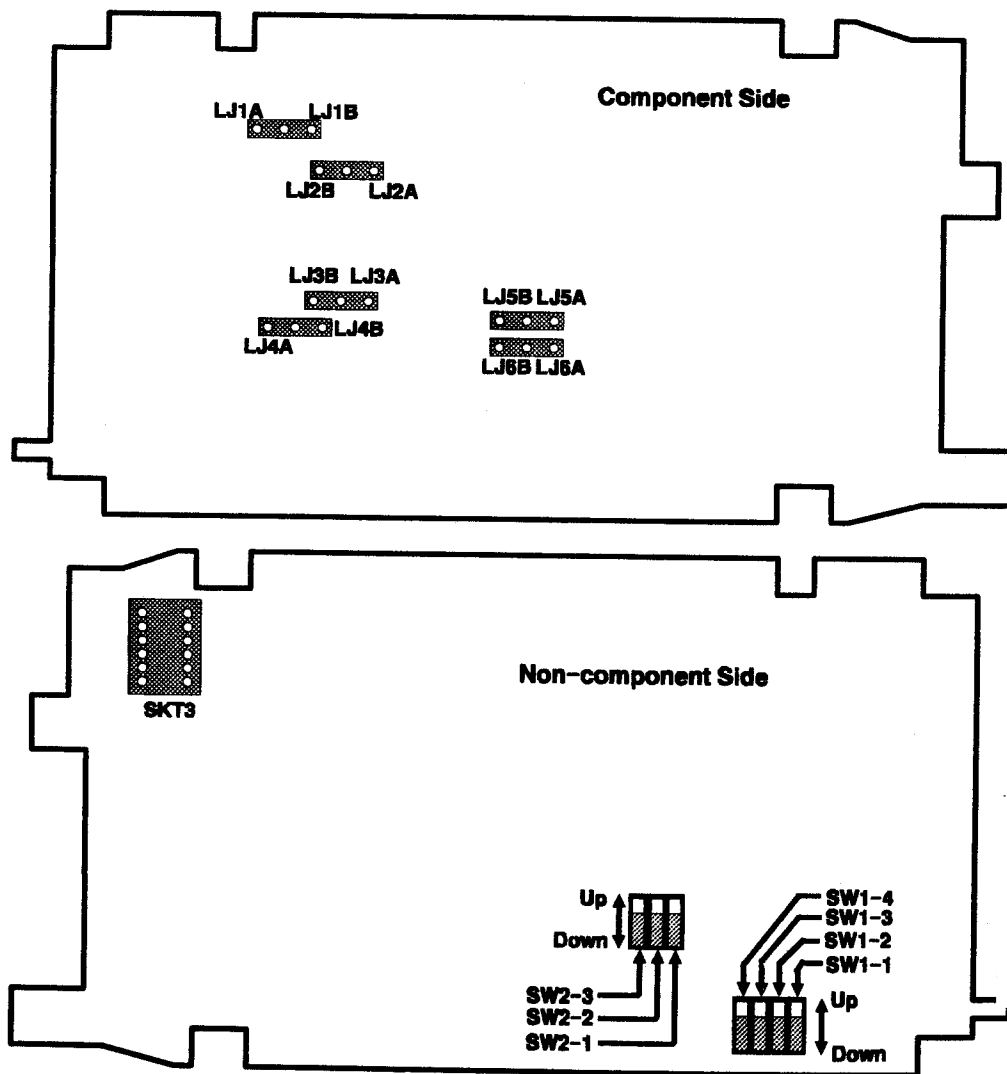 Component Side
LJ1A LJ1B
LJ2B LJ2A
LJ3B LJ3A
LJ4A LJ4B
LJ5B LJ5A
LJ6B LJ6A
Non-component Side
SKT3
Up
Down
SW2-3
SW2-2
SW2-1
SW1-4
SW1-3
SW1-2
SW1-1
Up
Down